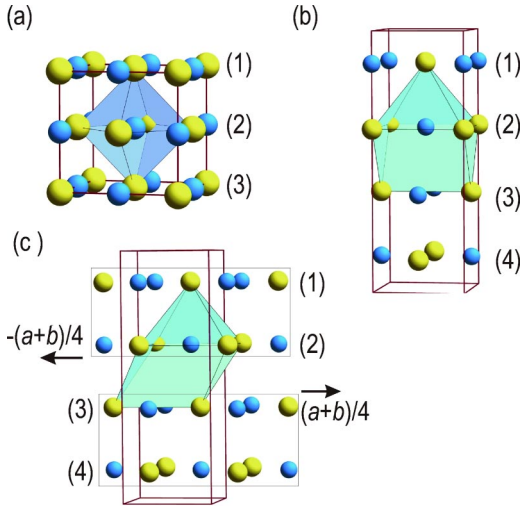 (a)
(1)
(2)
(3)
(b)
(1)
(2)
(3)
(4)
(c )
(1)
-(a+b)/4
(2)
(3)
(a+b)/4
(4)